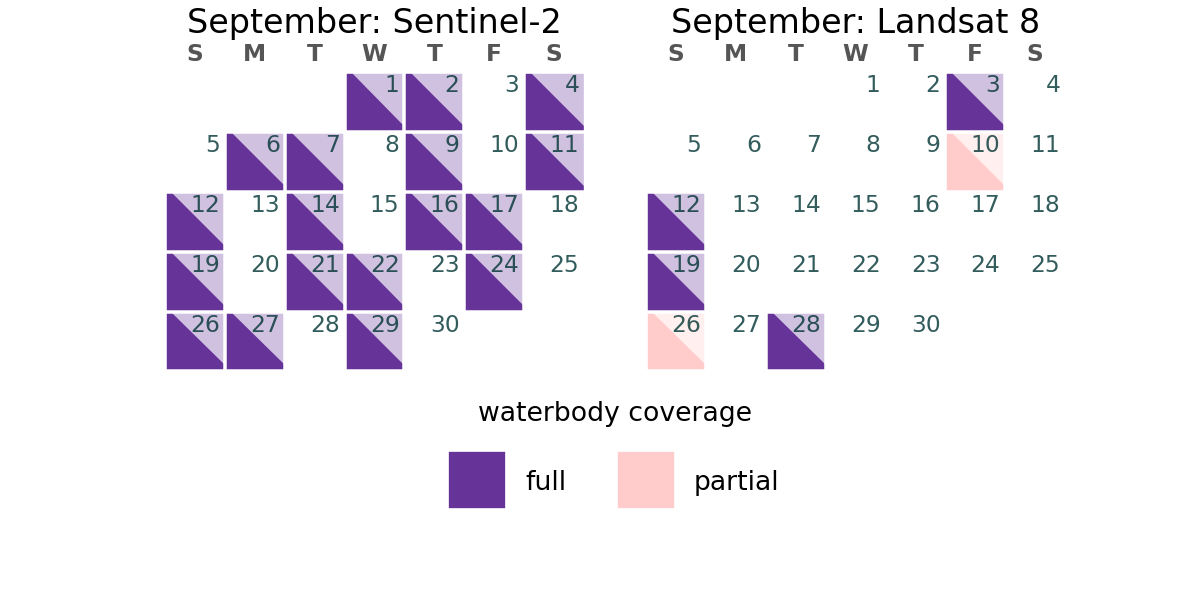 September: Sentinel-2
S M T W T F S
1 2 3 4
5 6 7 8 9 10 11
12 13 14 15 16 17 18
19 20 21 22 23 24 25
26 27 28 29 30
September: Landsat 8
S M T W T F S
1 2 3 4
5 6 7 8 9 10 11
12 13 14 15 16 17 18
19 20 21 22 23 24 25
26 27 28 29 30
waterbody coverage
full partial